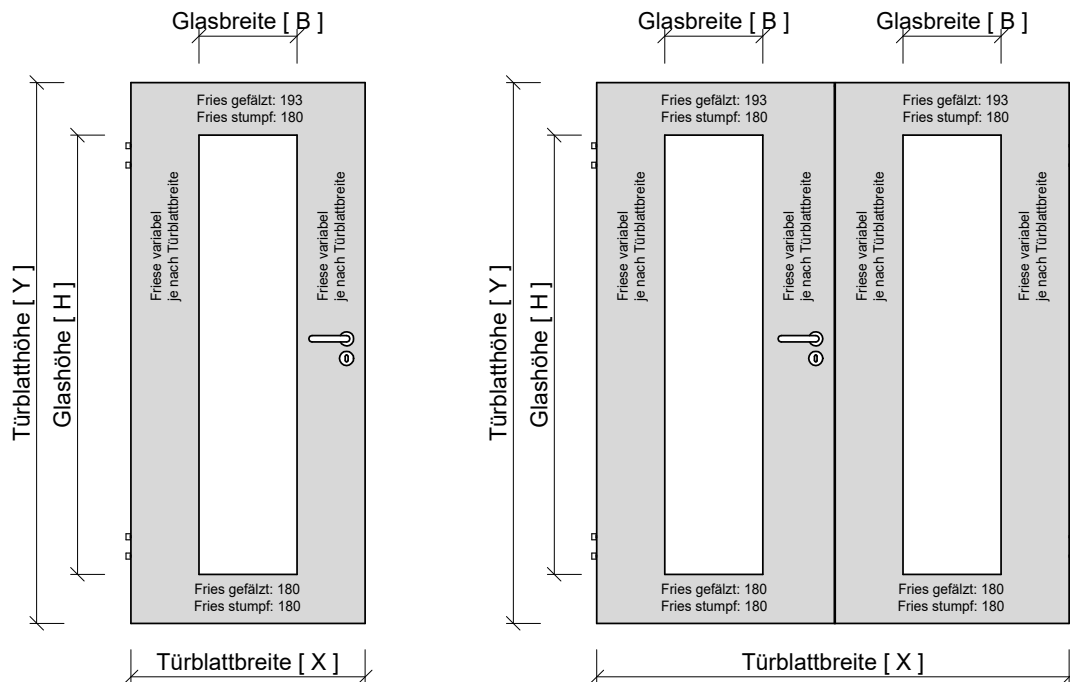 Glasbreite [ B ]
Fries gefälzt: 193
Fries stumpf: 180
Friese variabel
je nach Türblattbreite
Friese variabel
je nach Türblattbreite
Türblatthöhe [ Y ]
Glashöhe [ H ]
Fries gefälzt: 180
Fries stumpf: 180
Türblattbreite [ X ]
Glasbreite [ B ]
Glasbreite [ B ]
Fries gefälzt: 193
Fries stumpf: 180
Fries gefälzt: 193
Fries stumpf: 180
Friese variabel
je nach Türblattbreite
Friese variabel
je nach Türblattbreite
Friese variabel
je nach Türblattbreite
Friese variabel
je nach Türblattbreite
Türblatthöhe [ Y ]
Glashöhe [ H ]
Fries gefälzt: 180
Fries stumpf: 180
Fries gefälzt: 180
Fries stumpf: 180
Türblattbreite [ X ]